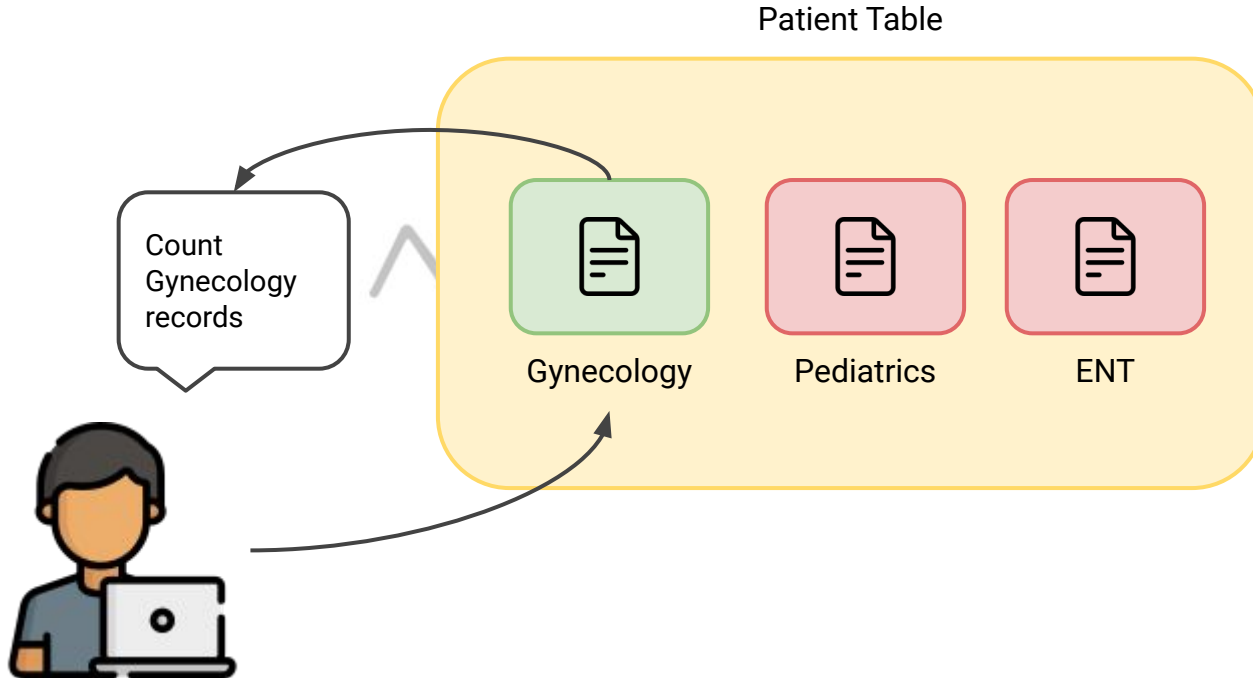 Patient Table
Count
Gynecology
records
Gynecology
Pediatrics
ENT